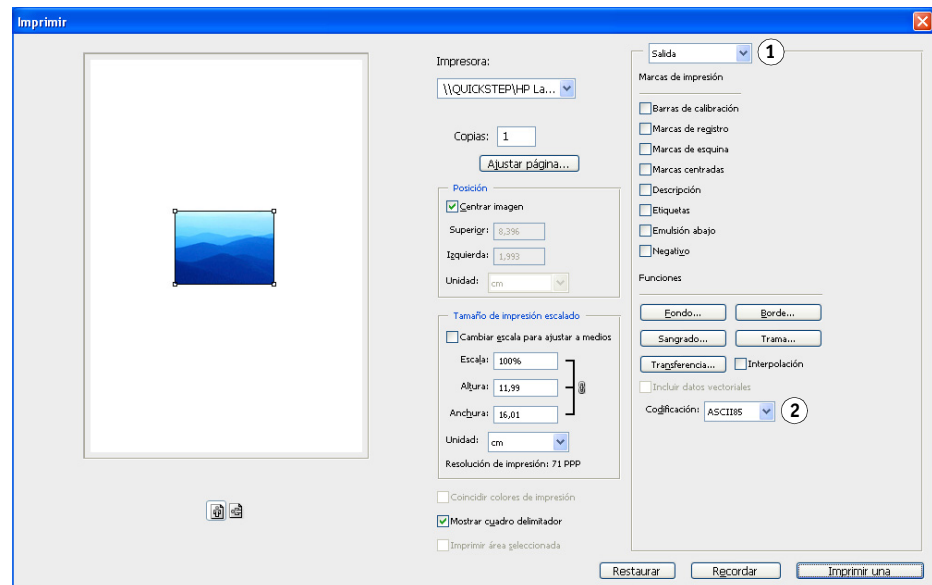 Imprimir
Impresora:
\\QUICKSTEP\HP La...
Copias: 1
Ajustar página...
Posición
Centrar imagen
Superior: 8,396
Izquierda: 1,993
Unidad: cm
Tamaño de impresión escalado
Cambiar escala para ajustar a medios
Escala: 100%
Altura: 11,99
Anchura: 16,01
Unidad: cm
Resolución de impresión: 71 PPP
Coincidir colores de impresión
Mostrar cuadro delimitador
Imprimir área seleccionada
Salida 1
Marcas de impresión
Barras de calibración
Marcas de registro
Marcas de esquina
Marcas centradas
Descripción
Etiquetas
Emulsión abajo
Negativo
Funciones
Fondo... Borde...
Sangrado... Trama...
Transferencia... Interpolación
Incluir datos vectoriales
Codificación: ASCII85 2
Restaurar Recordar Imprimir una